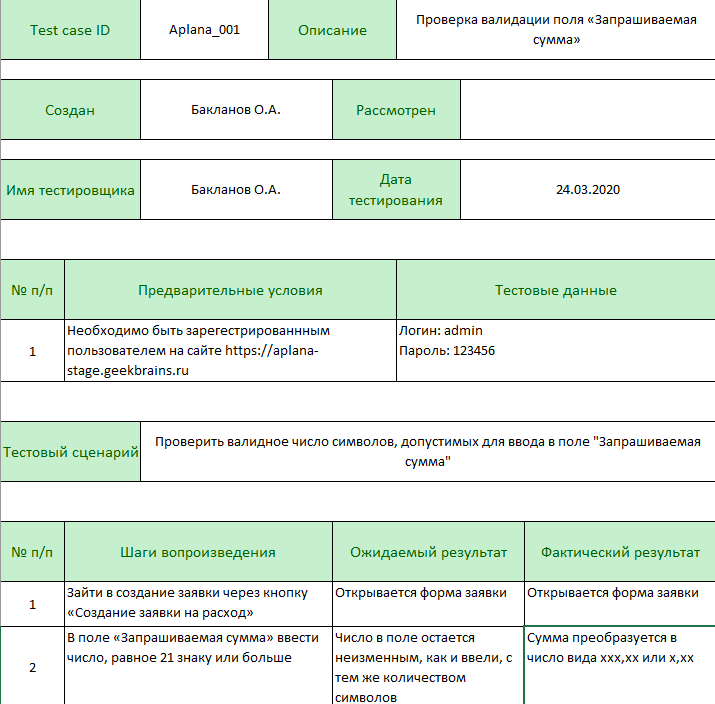 Test case ID
Aplana_001
Описание
Проверка валидации поля «Запрашиваемая
сумма»
Создан
Бакланов О.А.
Рассмотрен
Имя тестировщика
Бакланов О.А.
Дата
тестирования
24.03.2020
№ п/п
Предварительные условия
Тестовые данные
1
Необходимо быть зарегестрированнным
пользователем на сайте https://aplana-
stage.geekbrains.ru
Логин: admin
Пароль: 123456
Тестовый сценарий
Проверить валидное число символов, допустимых для ввода в поле "Запрашиваемая
сумма"
№ п/п
Шаги вопроизведения
Ожидаемый результат
Фактический результат
1
Зайти в создание заявки через кнопку
«Создание заявки на расход»
Открывается форма заявки
Открывается форма заявки
2
В поле «Запрашиваемая сумма» ввести
число, равное 21 знаку или больше
Число в поле остается
неизменным, как и ввели, с
тем же количеством
символов
Сумма преобразуется в
число вида xxx,xx или x,xx